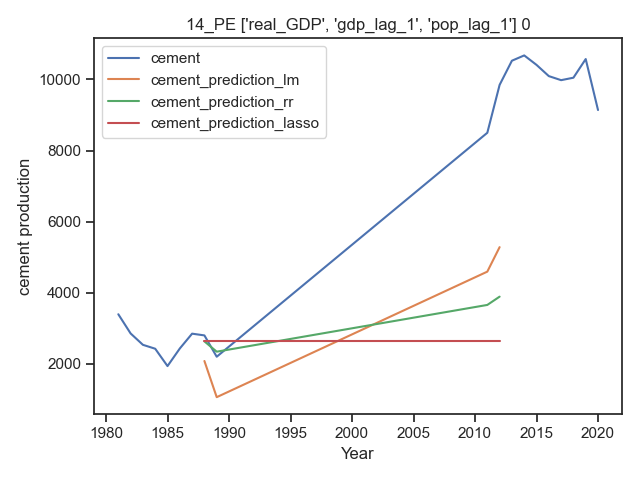 14_PE ['real_GDP', 'gdp_lag_1', 'pop_lag_1'] 0
cement
cement_prediction_lm
cement_prediction_rr
cement_prediction_lasso
cement production
10000
8000
6000
4000
2000
1980 1985 1990 1995 2000 2005 2010 2015 2020
Year